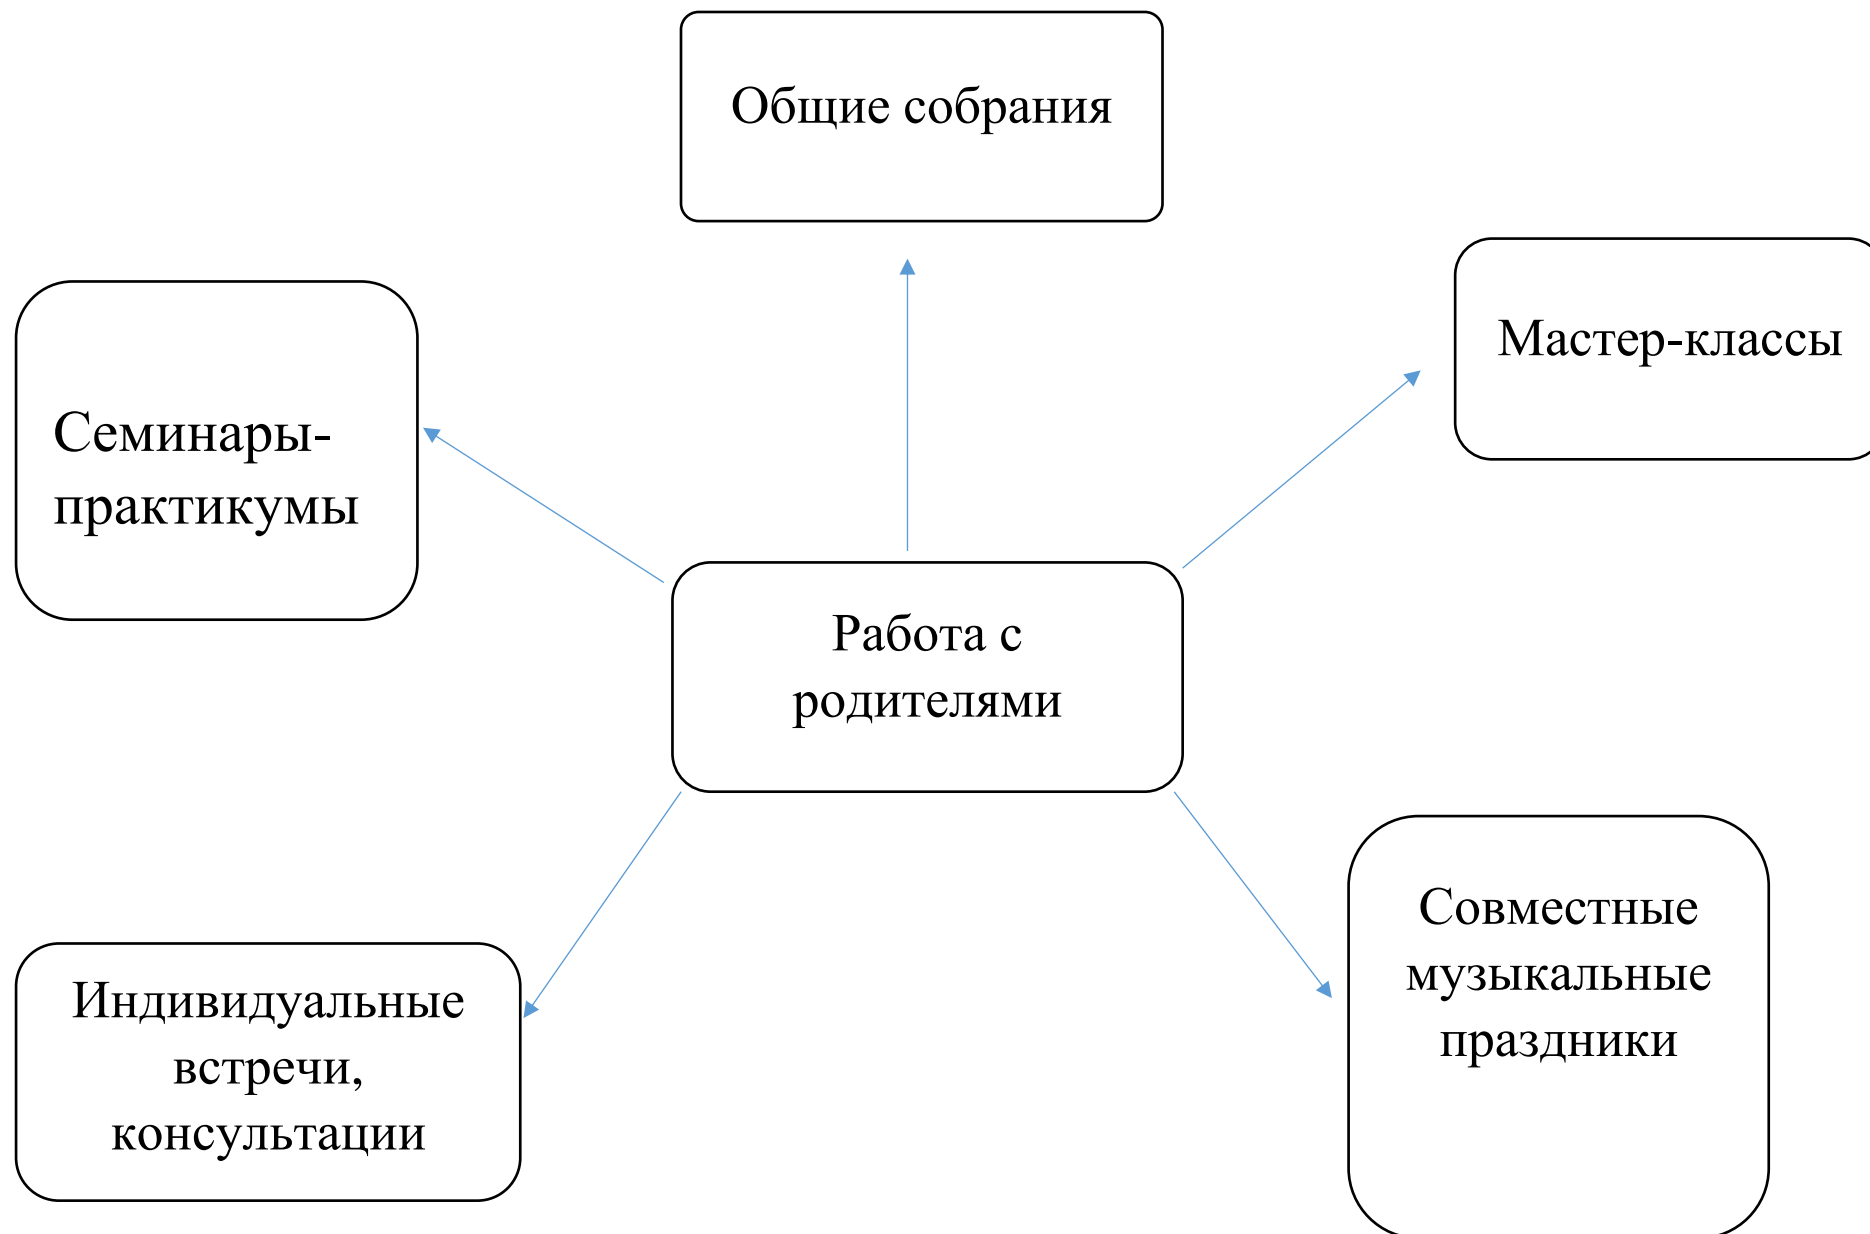 Общие собрания
Мастер-классы
Семинары-
практикумы
Работа с
родителями
Совместные
музыкальные
праздники
Индивидуальные
встречи,
консультации